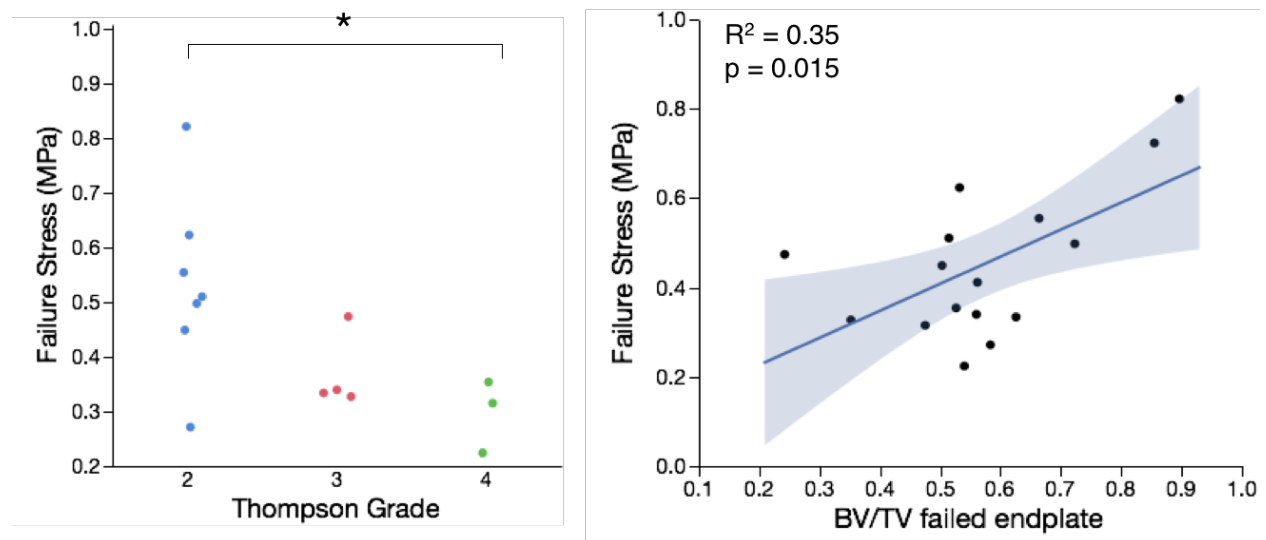 *
1.0
0.9
0.8
0.7
0.6
0.5
0.4
0.3
0.2
Failure Stress (MPa)
2 3 4
Thompson Grade
R² = 0.35
p = 0.015
1.0
0.8
0.6
0.4
0.2
0.0
Failure Stress (MPa)
0.1 0.2 0.3 0.4 0.5 0.6 0.7 0.8 0.9 1.0
BV/TV failed endplate